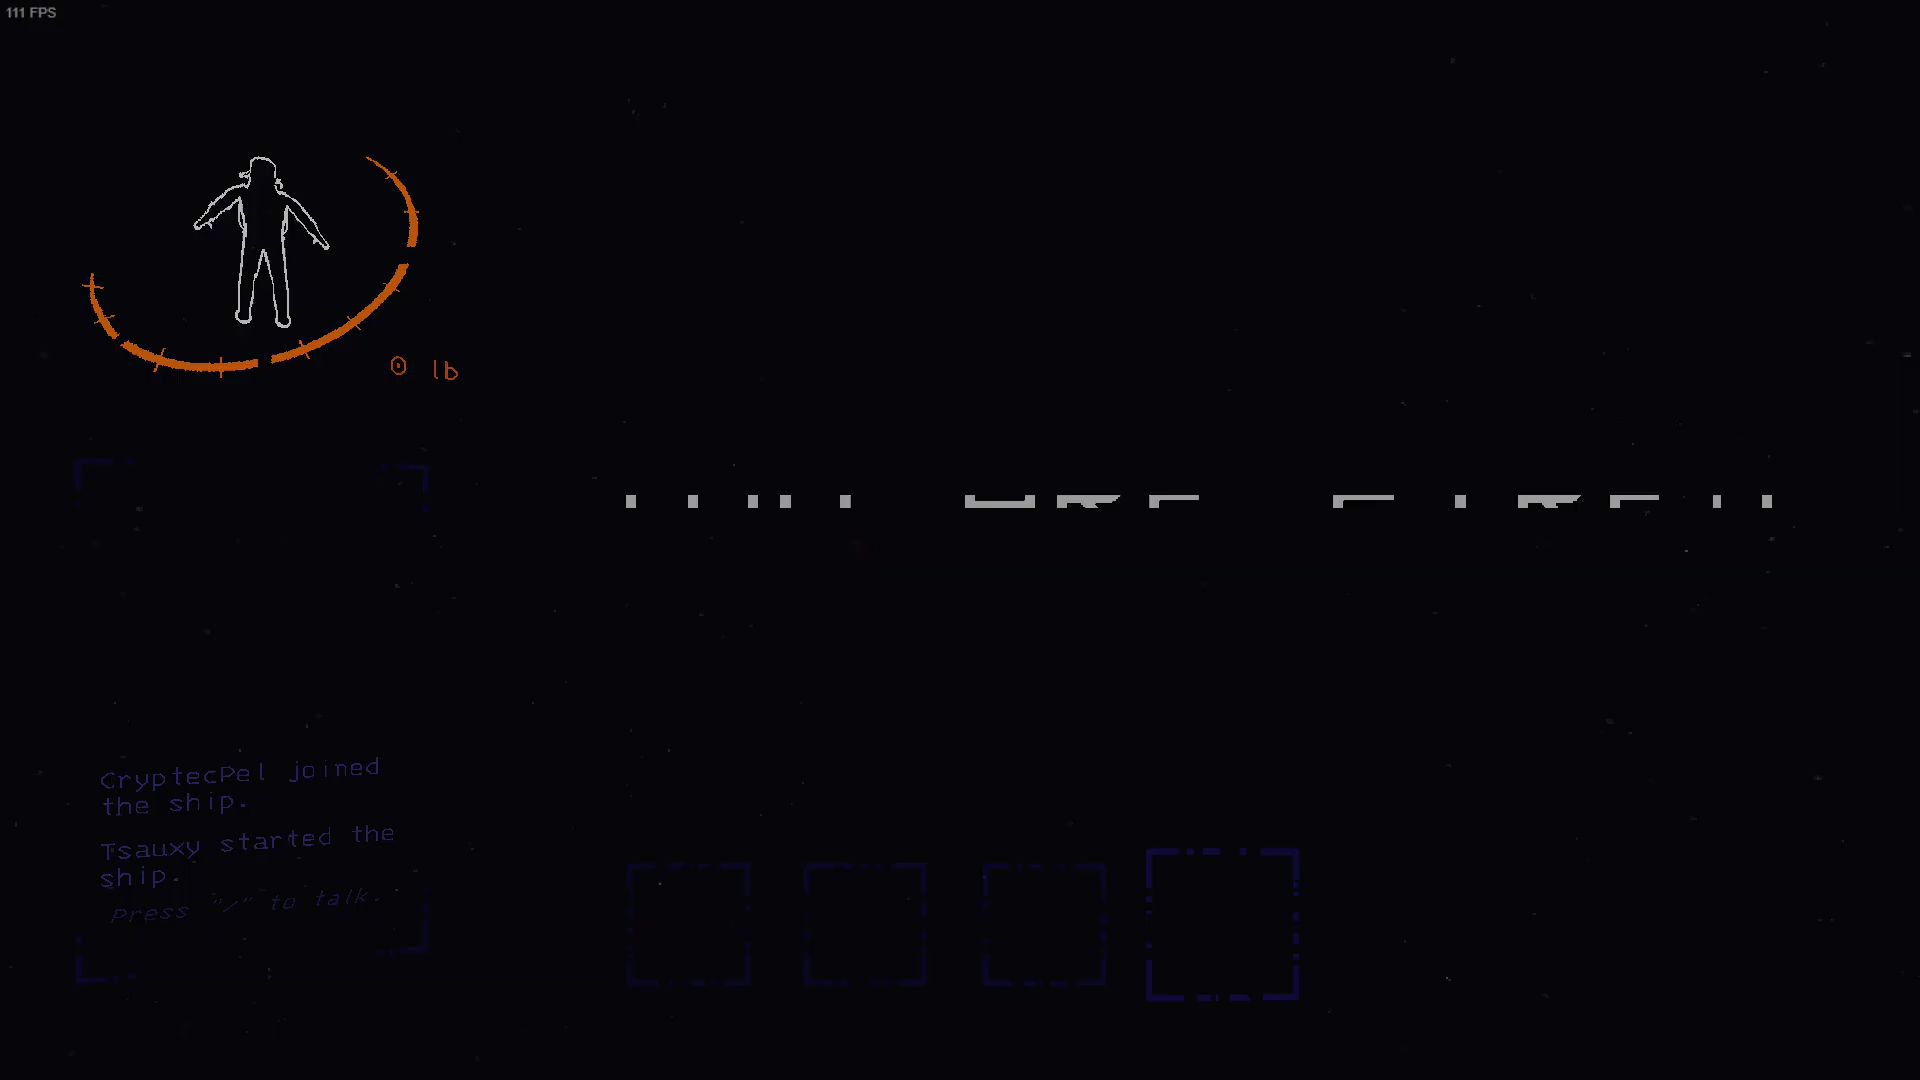 111 FPS
0 lb
CryptecPel joined
the ship.
Tsauxy started the
ship.
Press "/" to talk.